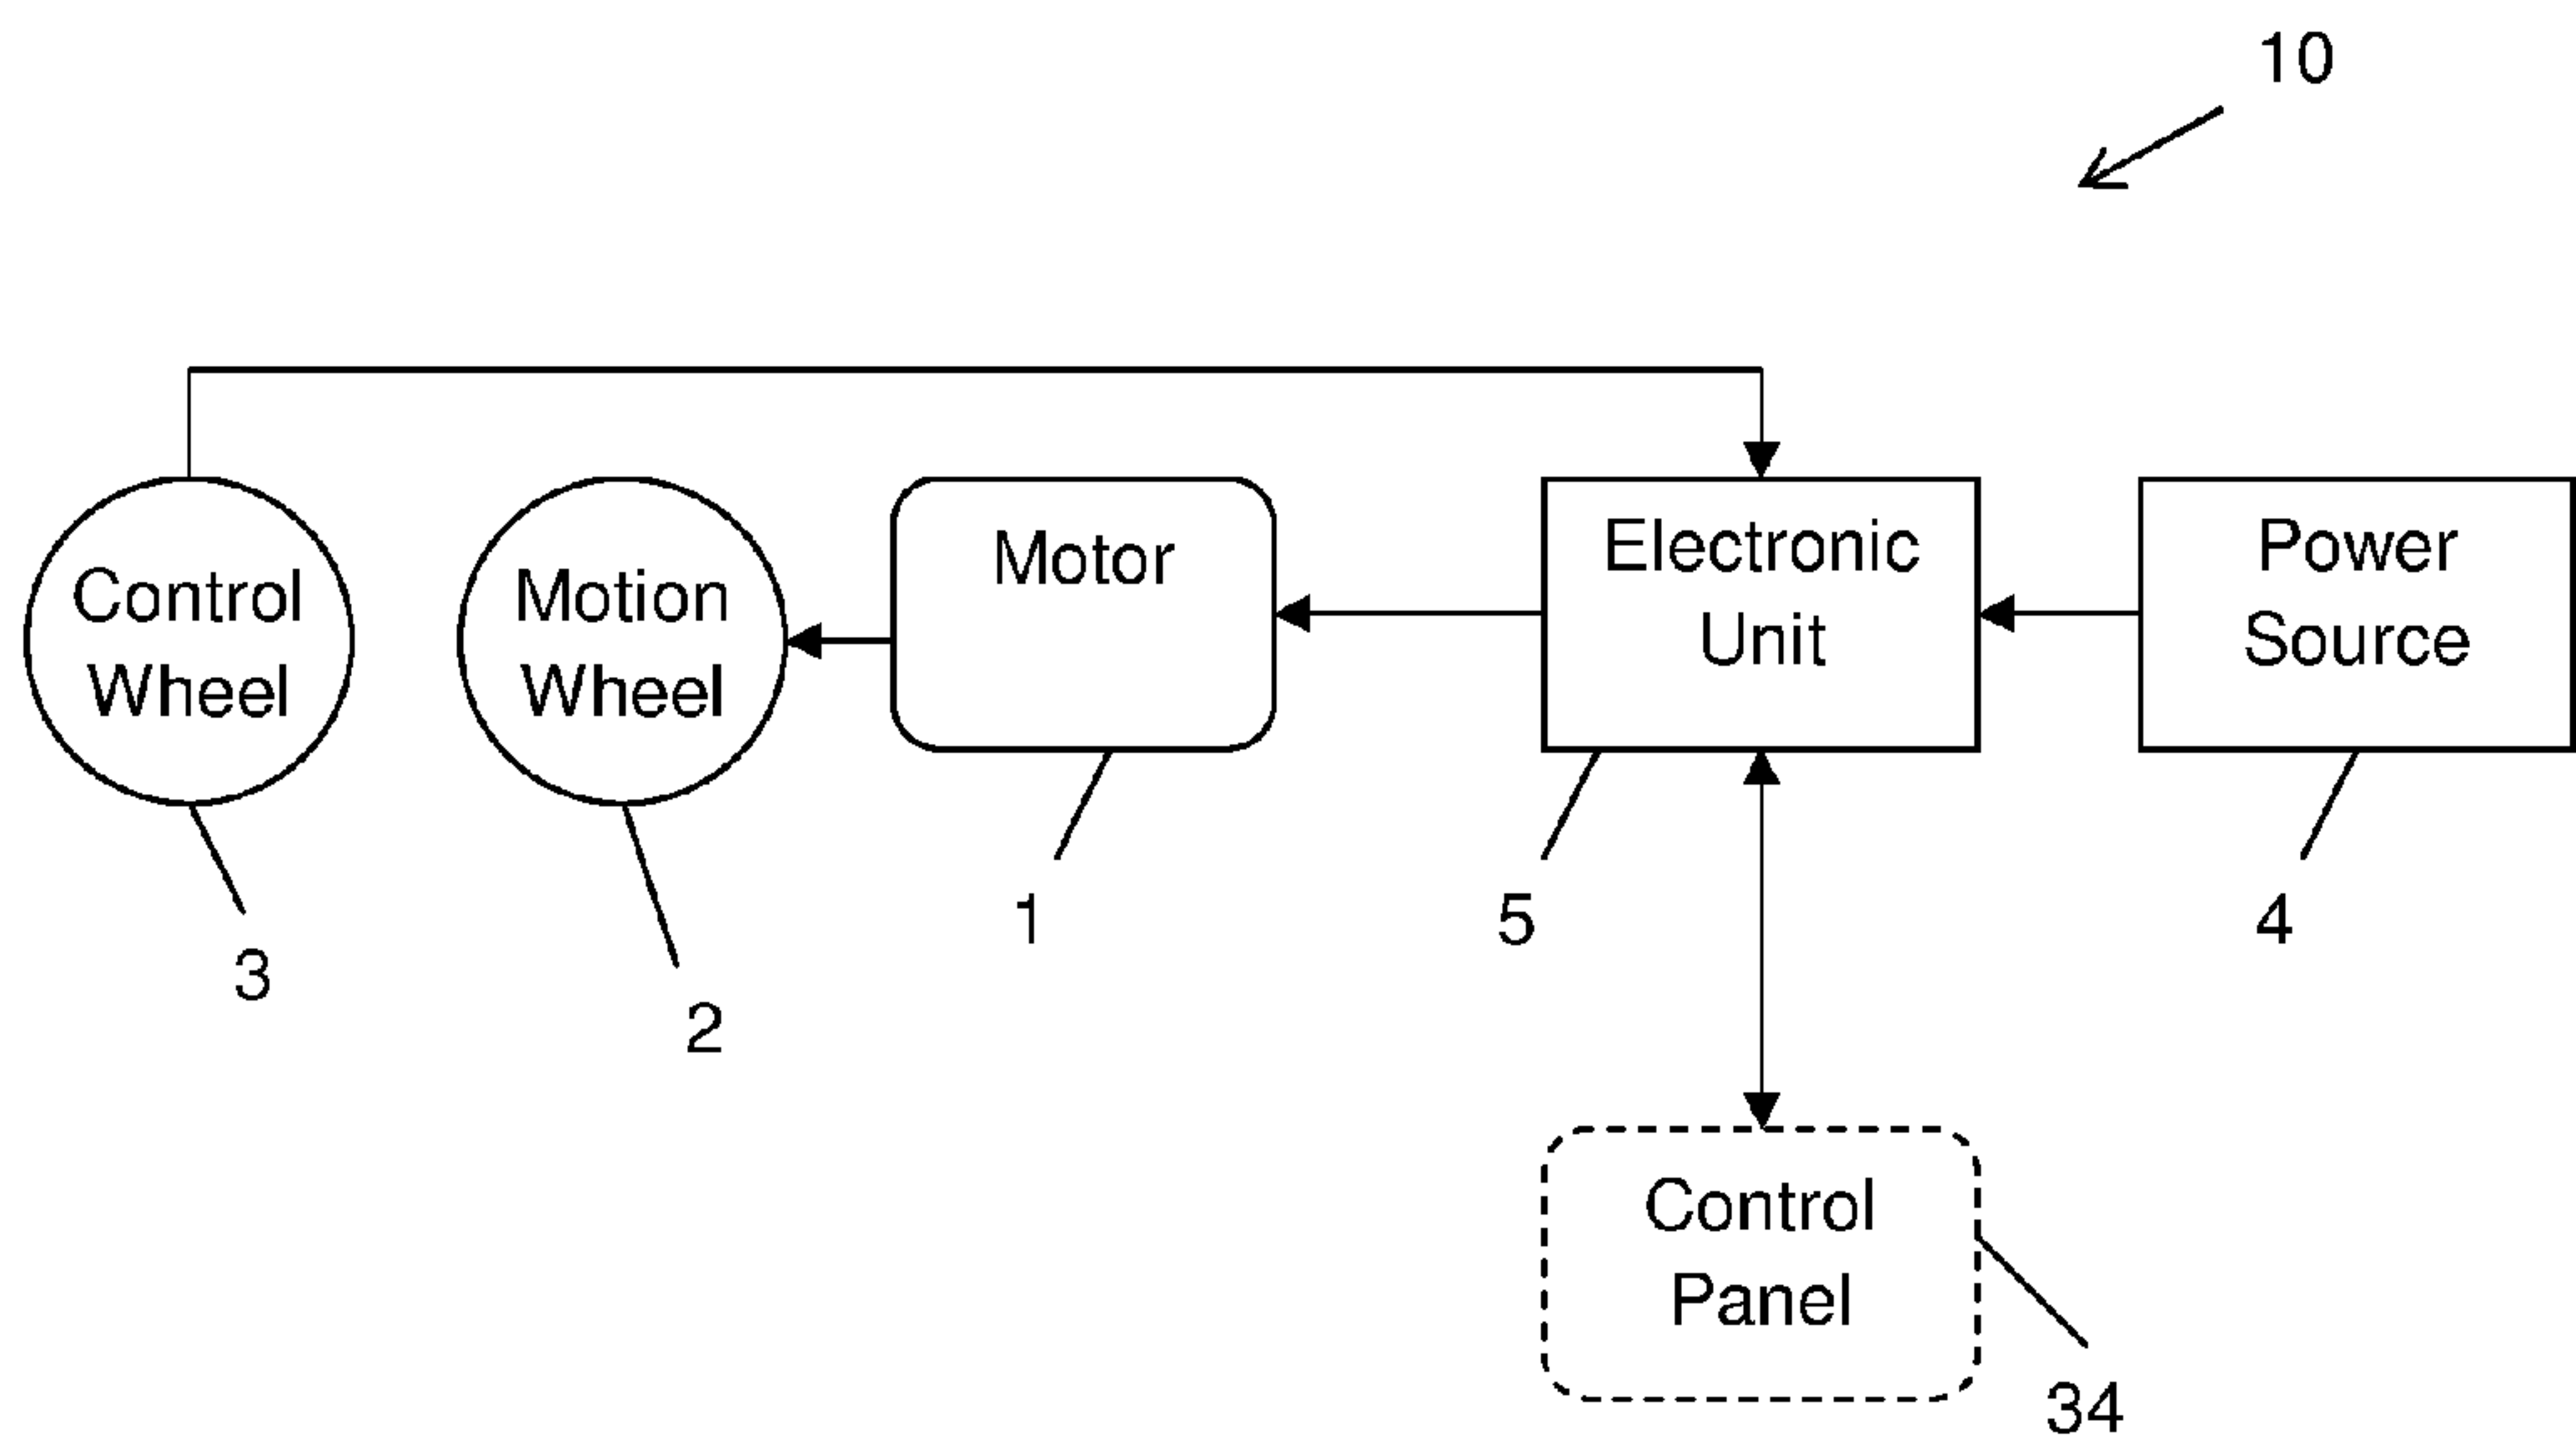 10
Control
Wheel
Motion
Wheel
Motor
Electronic
Unit
Power
Source
3
2
1
5
4
Control
Panel
34